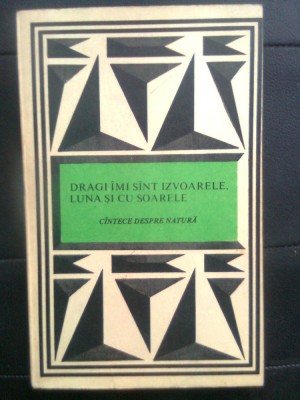 DRAGI ÎMI SÎNT IZVOARELE,
LUNA ȘI CU SOARELE
CÎNTECE DESPRE NATURĂ